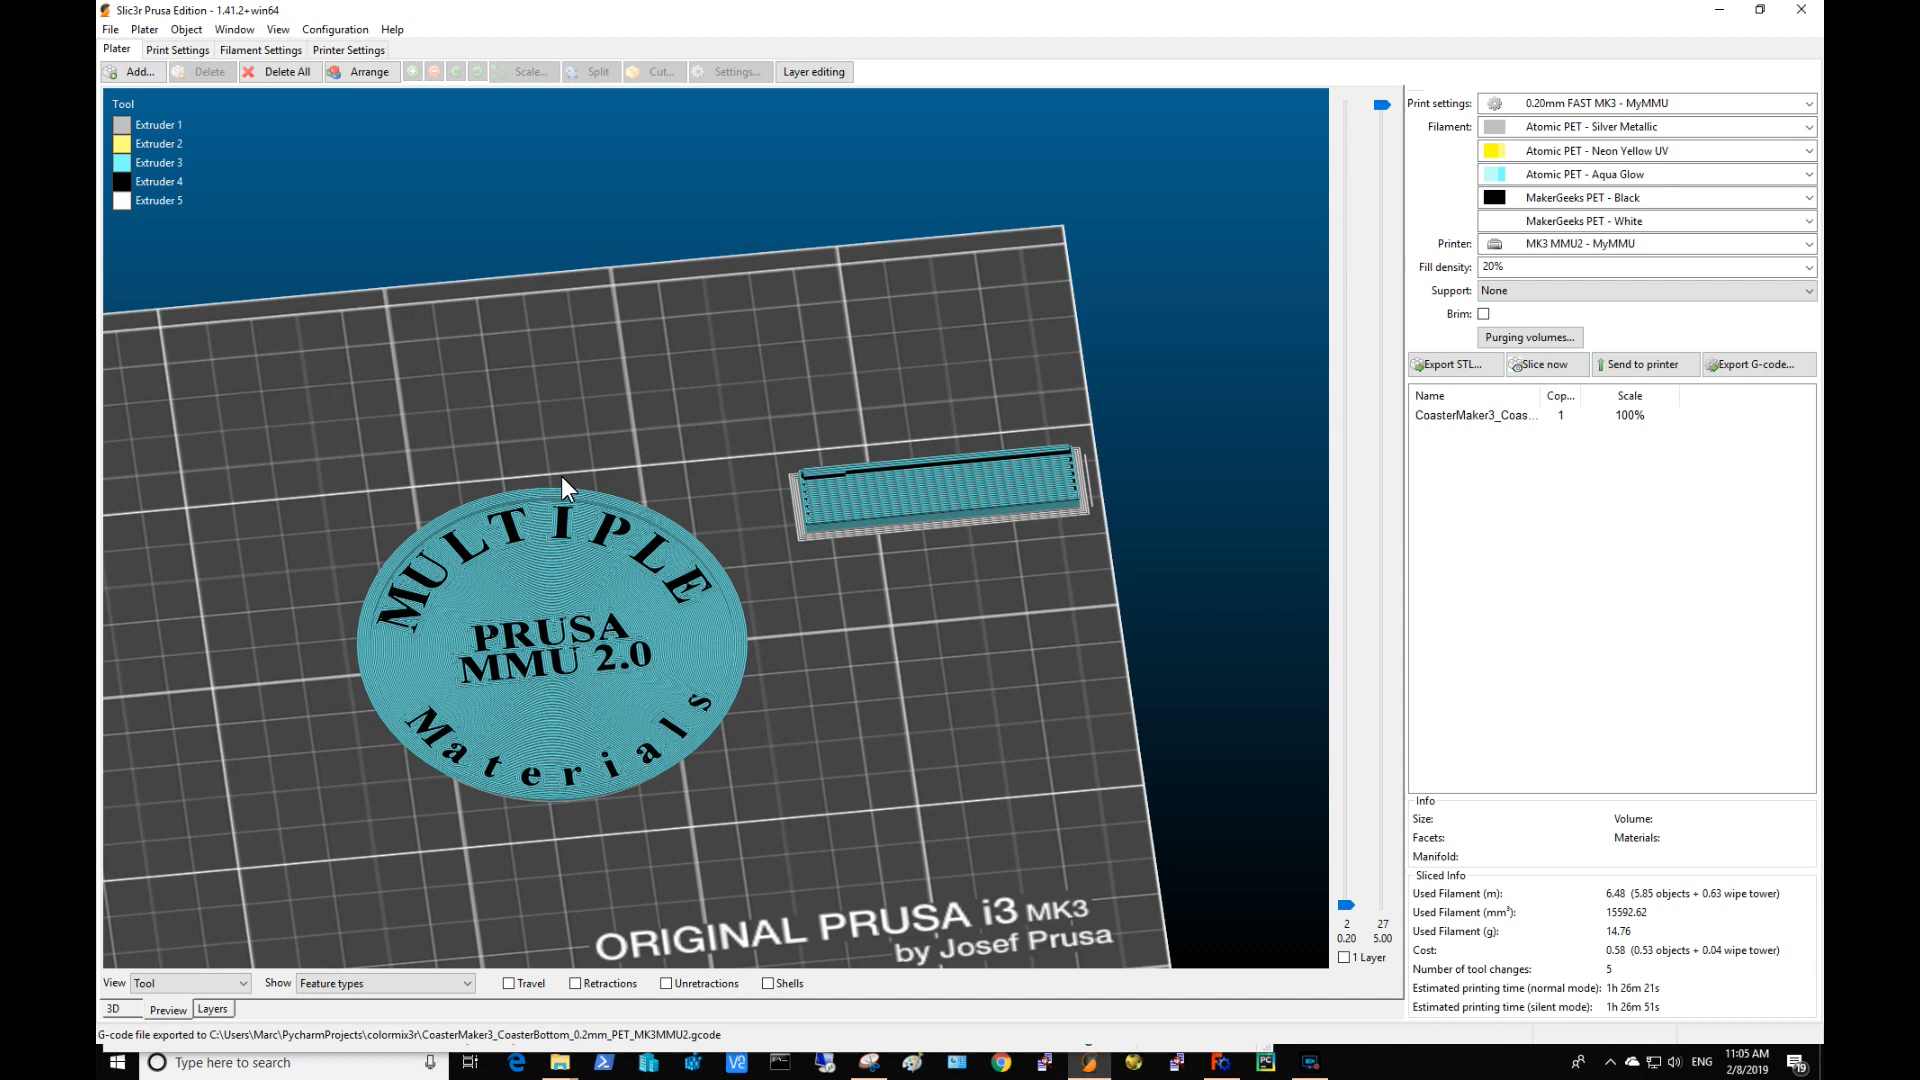 Slic3r Prusa Edition - 1.41.2+win64
File Plater Object Window View Configuration Help
Plater Print Settings Filament Settings Printer Settings
Add... Delete Delete All Arrange Scale... Split Cut... Settings... Layer editing
Tool
Extruder 1
Extruder 2
Extruder 3
Extruder 4
Extruder 5
MULTIPLE
PRUSA
MMU 2.0
Materials
ORIGINAL PRUSA i3 MK3
by Josef Prusa
2 27
0.20 5.00
1 Layer
Print settings: 0.20mm FAST MK3 - MyMMU
Filament: Atomic PET - Silver Metallic
Atomic PET - Neon Yellow UV
Atomic PET - Aqua Glow
MakerGeeks PET - Black
MakerGeeks PET - White
Printer: MK3 MMU2 - MyMMU
Fill density: 20%
Support: None
Brim:
Purging volumes...
Export STL... Slice now Send to printer Export G-code...
Name Cop... Scale
CoasterMaker3_Coas... 1 100%
Info
Size: Volume:
Facets: Materials:
Manifold:
Sliced Info
Used Filament (m): 6.48 (5.85 objects + 0.63 wipe tower)
Used Filament (mm³): 15592.62
Used Filament (g): 14.76
Cost: 0.58 (0.53 objects + 0.04 wipe tower)
Number of tool changes: 5
Estimated printing time (normal mode): 1h 26m 21s
Estimated printing time (silent mode): 1h 26m 51s
View Tool Show Feature types Travel Retractions Unretractions Shells
3D Preview Layers
G-code file exported to C:\Users\Marc\PycharmProjects\colormix3r\CoasterMaker3_CoasterBottom_0.2mm_PET_MK3MMU2.gcode
Type here to search
ENG
11:05 AM
2/8/2019
19